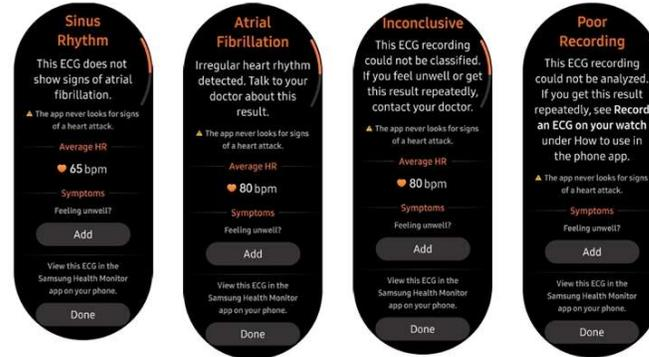 Sinus
Rhythm
This ECG does not
show signs of atrial
fibrillation.
⚠ The app never looks for signs
of a heart attack.
Average HR
65 bpm
Symptoms
Feeling unwell?
Add
View this ECG in the
Samsung Health Monitor
app on your phone.
Done
Atrial
Fibrillation
Irregular heart rhythm
detected. Talk to your
doctor about this
result.
⚠ The app never looks for signs
of a heart attack.
Average HR
80 bpm
Symptoms
Feeling unwell?
Add
View this ECG in the
Samsung Health Monitor
app on your phone.
Done
Inconclusive
This ECG recording
could not be classified.
If you feel unwell or get
this result repeatedly,
contact your doctor.
⚠ The app never looks for signs
of a heart attack.
Average HR
80 bpm
Symptoms
Feeling unwell?
Add
View this ECG in the
Samsung Health Monitor
app on your phone.
Done
Poor
Recording
This ECG recording
could not be analyzed.
If you get this result
repeatedly, see Record
an ECG on your watch
under How to use in
the phone app.
⚠ The app never looks for signs
of a heart attack.
Symptoms
Feeling unwell?
Add
View this ECG in the
Samsung Health Monitor
app on your phone.
Done